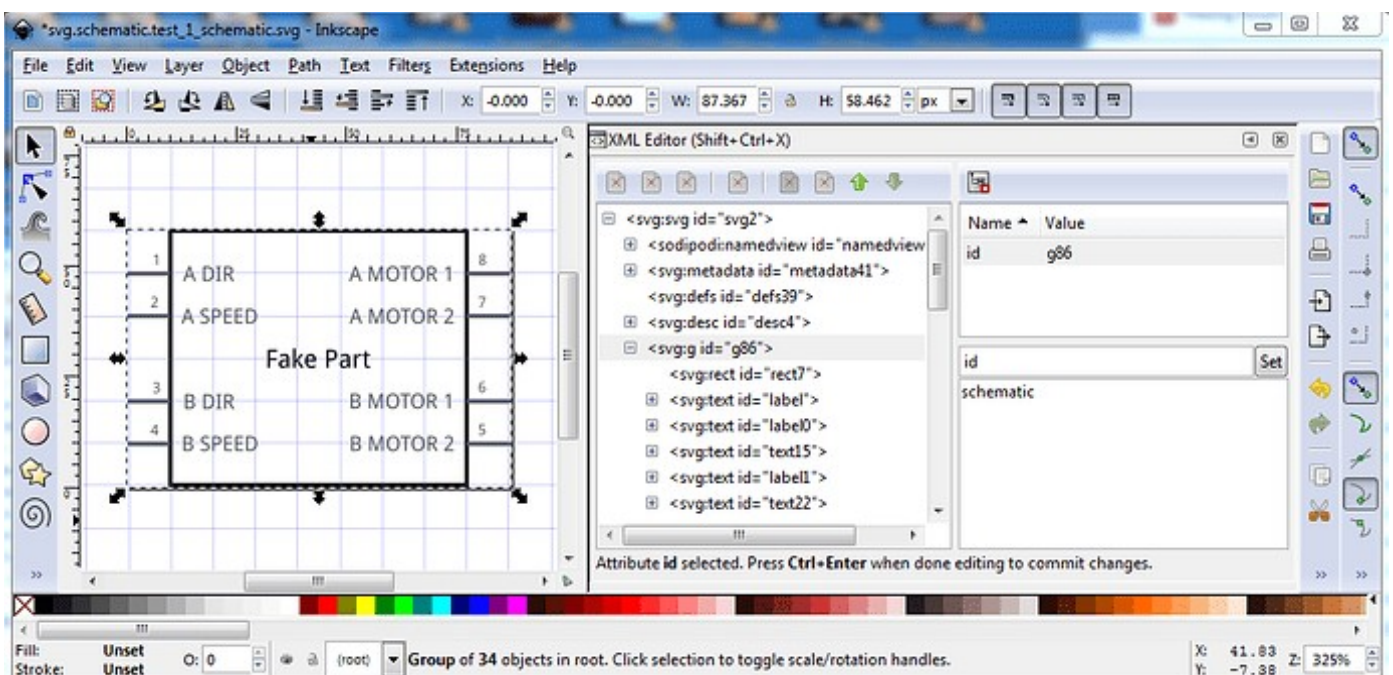 *svg.schematic.test_1_schematic.svg - Inkscape
File Edit View Layer Object Path Text Filters Extensions Help
X: -0.000 Y: -0.000 W: 87.367 H: 58.462 px
XML Editor (Shift+Ctrl+X)
<svg:svg id="svg2">
<sodipodi:namedview id="namedview
<svg:metadata id="metadata41">
<svg:defs id="defs39">
<svg:desc id="desc4">
<svg:g id="g86">
<svg:rect id="rect7">
<svg:text id="label">
<svg:text id="label0">
<svg:text id="text15">
<svg:text id="label1">
<svg:text id="text22">
Name Value
id g86
id Set
schematic
1 A DIR A MOTOR 1 8
2 A SPEED A MOTOR 2 7
Fake Part
3 B DIR B MOTOR 1 6
4 B SPEED B MOTOR 2 5
Attribute id selected. Press Ctrl+Enter when done editing to commit changes.
Fill: Unset
Stroke: Unset
O: 0 (root) Group of 34 objects in root. Click selection to toggle scale/rotation handles.
X: 41.83
Y: -7.38
Z: 325%